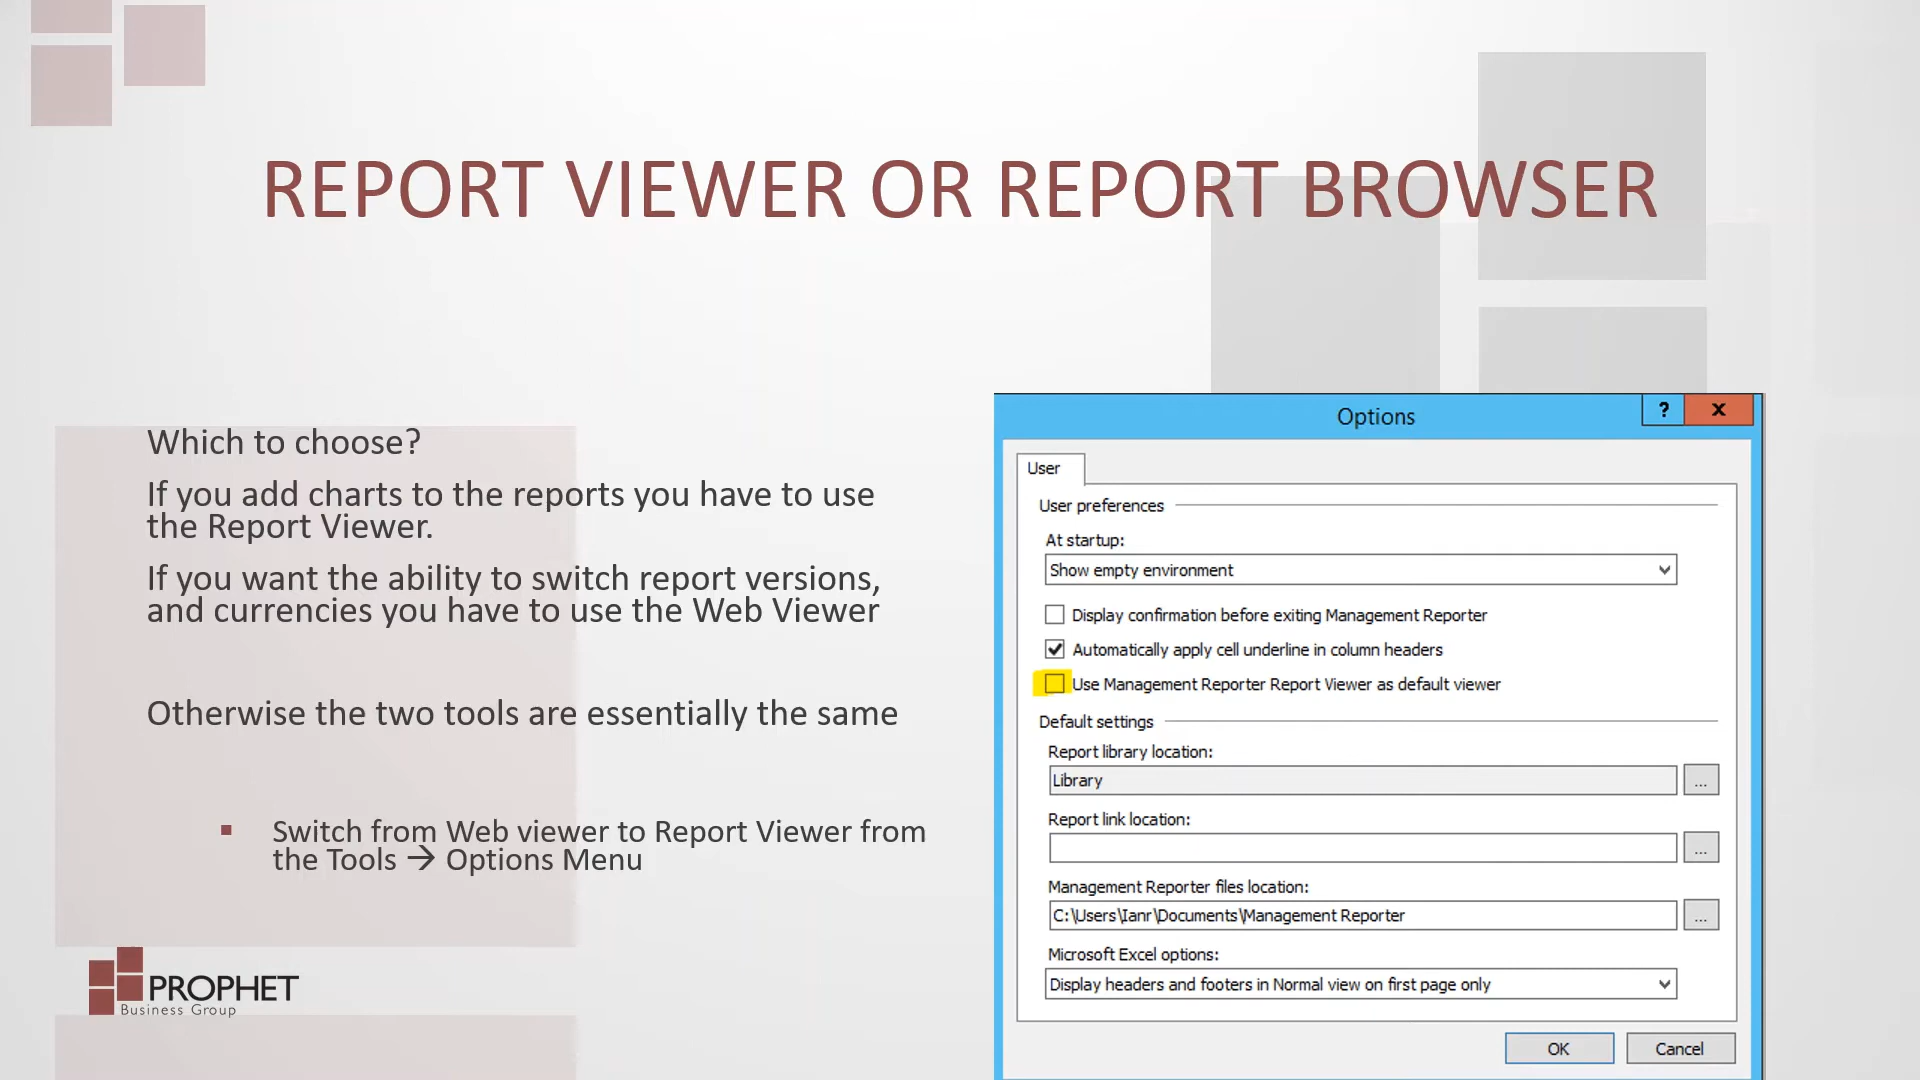 REPORT VIEWER OR REPORT BROWSER
Which to choose?
If you add charts to the reports you have to use
the Report Viewer.
If you want the ability to switch report versions,
and currencies you have to use the Web Viewer
Otherwise the two tools are essentially the same
▪ Switch from Web viewer to Report Viewer from
the Tools → Options Menu
PROPHET
Business Group
Options
?
X
User
User preferences
At startup:
Show empty environment
Display confirmation before exiting Management Reporter
Automatically apply cell underline in column headers
Use Management Reporter Report Viewer as default viewer
Default settings
Report library location:
Library
...
Report link location:
...
Management Reporter files location:
C:\Users\Ianr\Documents\Management Reporter
...
Microsoft Excel options:
Display headers and footers in Normal view on first page only
OK
Cancel